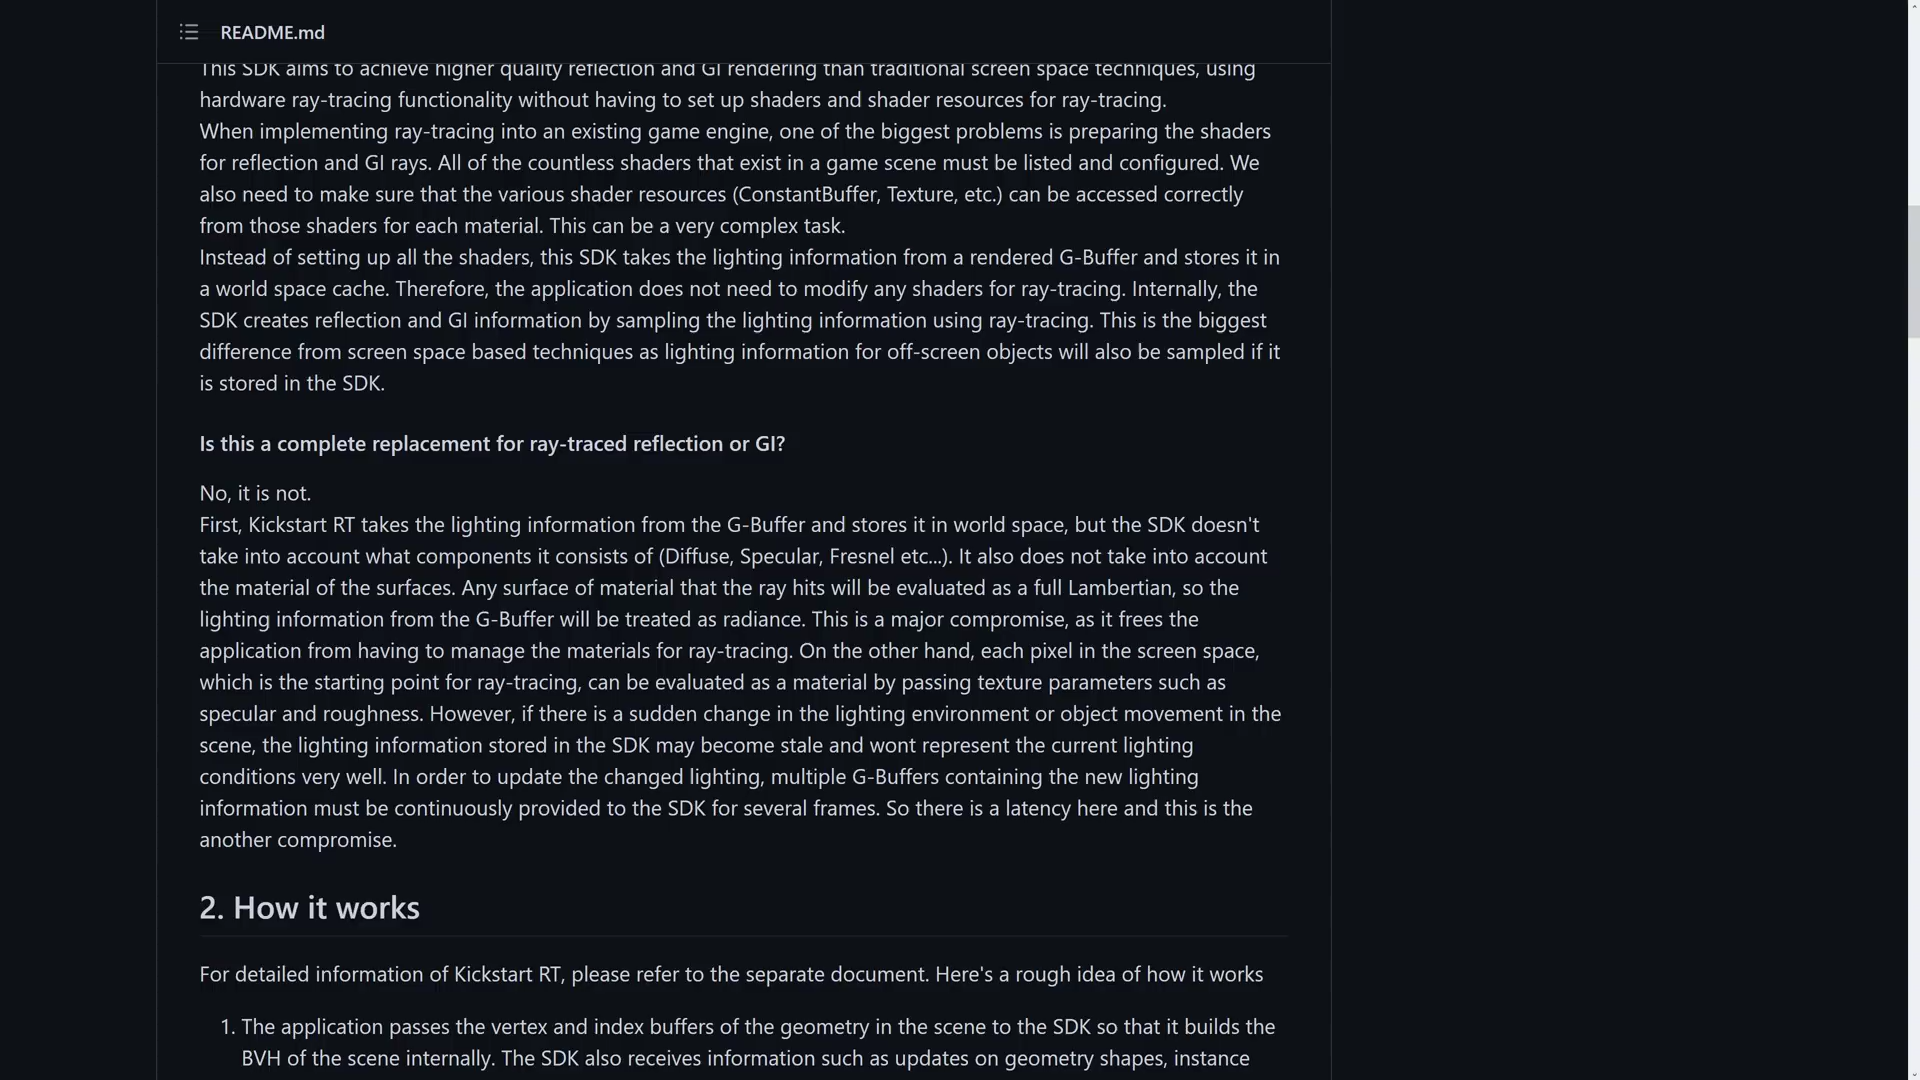 README.md
This SDK aims to achieve higher quality reflection and GI rendering than traditional screen space techniques, using
hardware ray-tracing functionality without having to set up shaders and shader resources for ray-tracing.
When implementing ray-tracing into an existing game engine, one of the biggest problems is preparing the shaders
for reflection and GI rays. All of the countless shaders that exist in a game scene must be listed and configured. We
also need to make sure that the various shader resources (ConstantBuffer, Texture, etc.) can be accessed correctly
from those shaders for each material. This can be a very complex task.
Instead of setting up all the shaders, this SDK takes the lighting information from a rendered G-Buffer and stores it in
a world space cache. Therefore, the application does not need to modify any shaders for ray-tracing. Internally, the
SDK creates reflection and GI information by sampling the lighting information using ray-tracing. This is the biggest
difference from screen space based techniques as lighting information for off-screen objects will also be sampled if it
is stored in the SDK.
Is this a complete replacement for ray-traced reflection or GI?
No, it is not.
First, Kickstart RT takes the lighting information from the G-Buffer and stores it in world space, but the SDK doesn't
take into account what components it consists of (Diffuse, Specular, Fresnel etc...). It also does not take into account
the material of the surfaces. Any surface of material that the ray hits will be evaluated as a full Lambertian, so the
lighting information from the G-Buffer will be treated as radiance. This is a major compromise, as it frees the
application from having to manage the materials for ray-tracing. On the other hand, each pixel in the screen space,
which is the starting point for ray-tracing, can be evaluated as a material by passing texture parameters such as
specular and roughness. However, if there is a sudden change in the lighting environment or object movement in the
scene, the lighting information stored in the SDK may become stale and wont represent the current lighting
conditions very well. In order to update the changed lighting, multiple G-Buffers containing the new lighting
information must be continuously provided to the SDK for several frames. So there is a latency here and this is the
another compromise.
2. How it works
For detailed information of Kickstart RT, please refer to the separate document. Here's a rough idea of how it works
1. The application passes the vertex and index buffers of the geometry in the scene to the SDK so that it builds the
BVH of the scene internally. The SDK also receives information such as updates on geometry shapes, instance